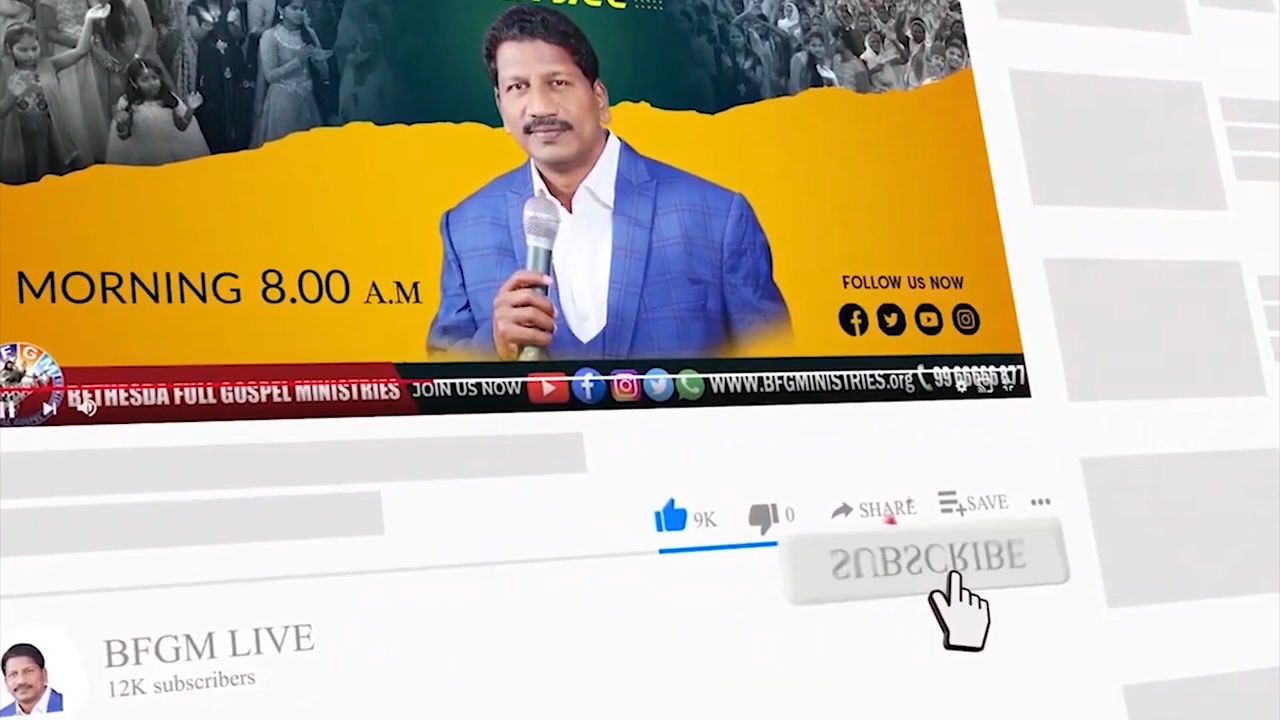 MORNING 8.00 A.M
FOLLOW US NOW
BETHESDA FULL GOSPEL MINISTRIES JOIN US NOW WWW.BFGMINISTRIES.org
9K 0 SHARE SAVE
SUBSCRIBE
BFGM LIVE
12K subscribers